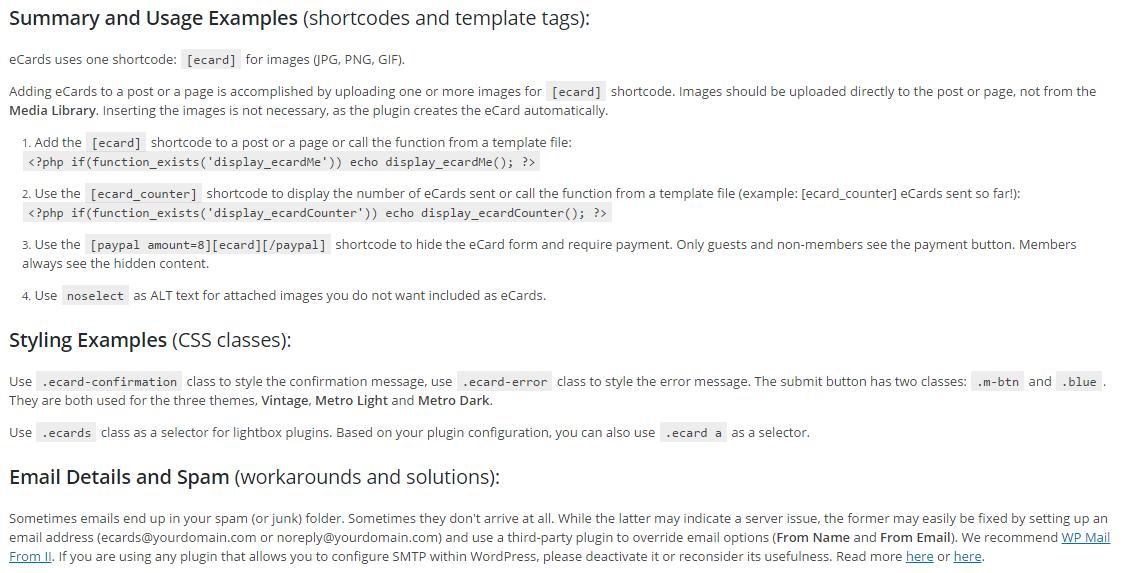 Summary and Usage Examples (shortcodes and template tags):
eCards uses one shortcode: [ecard] for images (JPG, PNG, GIF).
Adding eCards to a post or a page is accomplished by uploading one or more images for [ecard] shortcode. Images should be uploaded directly to the post or page, not from the
Media Library. Inserting the images is not necessary, as the plugin creates the eCard automatically.
1. Add the [ecard] shortcode to a post or a page or call the function from a template file:
<?php if(function_exists('display_ecardMe')) echo display_ecardMe(); ?>
2. Use the [ecard_counter] shortcode to display the number of eCards sent or call the function from a template file (example: [ecard_counter] eCards sent so far!):
<?php if(function_exists('display_ecardCounter')) echo display_ecardCounter(); ?>
3. Use the [paypal amount=8][ecard][/paypal] shortcode to hide the eCard form and require payment. Only guests and non-members see the payment button. Members
always see the hidden content.
4. Use noselect as ALT text for attached images you do not want included as eCards.
Styling Examples (CSS classes):
Use .ecard-confirmation class to style the confirmation message, use .ecard-error class to style the error message. The submit button has two classes: .m-btn and .blue .
They are both used for the three themes, Vintage, Metro Light and Metro Dark.
Use .ecards class as a selector for lightbox plugins. Based on your plugin configuration, you can also use .ecard a as a selector.
Email Details and Spam (workarounds and solutions):
Sometimes emails end up in your spam (or junk) folder. Sometimes they don't arrive at all. While the latter may indicate a server issue, the former may easily be fixed by setting up an
email address (ecards@yourdomain.com or noreply@yourdomain.com) and use a third-party plugin to override email options (From Name and From Email). We recommend WP Mail
From II. If you are using any plugin that allows you to configure SMTP within WordPress, please deactivate it or reconsider its usefulness. Read more here or here.